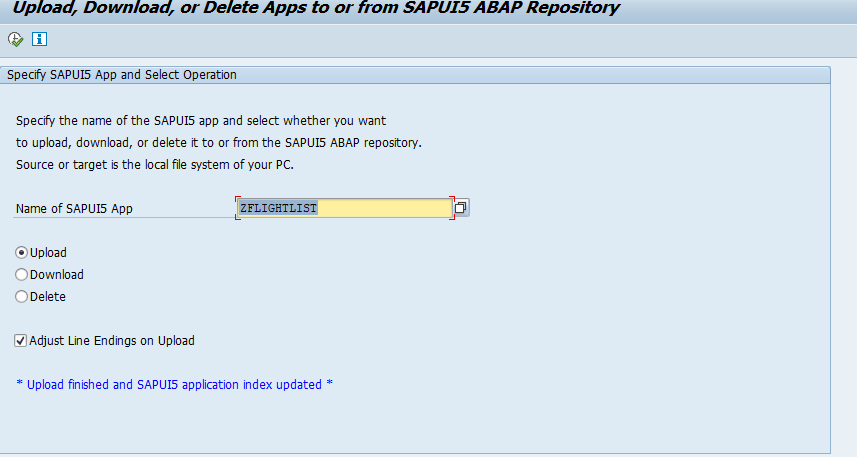 Upload, Download, or Delete Apps to or from SAPUI5 ABAP Repository
Specify SAPUI5 App and Select Operation
Specify the name of the SAPUI5 app and select whether you want
to upload, download, or delete it to or from the SAPUI5 ABAP repository.
Source or target is the local file system of your PC.
Name of SAPUI5 App ZFLIGHTLIST
Upload
Download
Delete
Adjust Line Endings on Upload
* Upload finished and SAPUI5 application index updated *